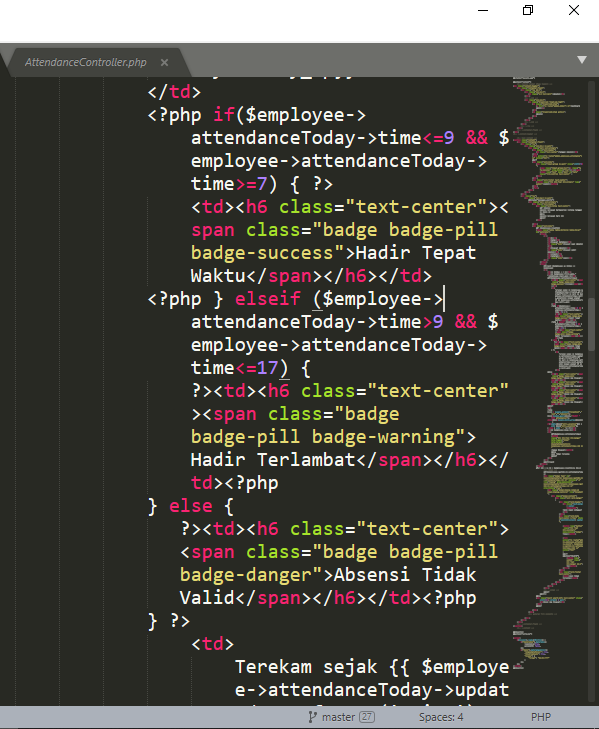 AttendanceController.php ×
</td>
<?php if($employee->
attendanceToday->time<=9 && $
employee->attendanceToday->
time>=7) { ?>
<td><h6 class="text-center"><
span class="badge badge-pill
badge-success">Hadir Tepat
Waktu</span></h6></td>
<?php } elseif ($employee->
attendanceToday->time>9 && $
employee->attendanceToday->
time<=17) {
?><td><h6 class="text-center"
><span class="badge
badge-pill badge-warning">
Hadir Terlambat</span></h6></
td><?php
} else {
?><td><h6 class="text-center">
<span class="badge badge-pill
badge-danger">Absensi Tidak
Valid</span></h6></td><?php
} ?>
<td>
Terekam sejak {{ $employe
e->attendanceToday->updat
master 27 Spaces: 4 PHP